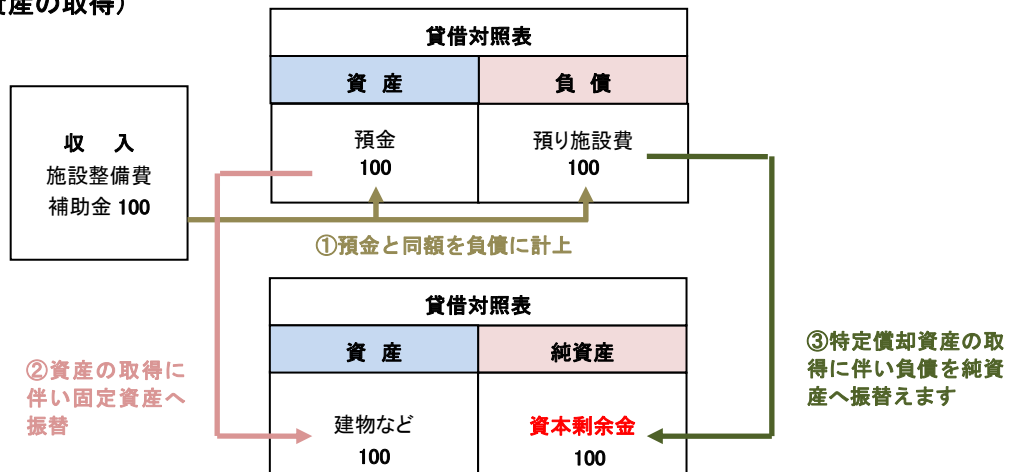 資産の取得）
貸借対照表
資 産
負 債
収 入
施設整備費
補助金 100
預金
100
預り施設費
100
①預金と同額を負債に計上
貸借対照表
資 産
純資産
②資産の取得に
伴い固定資産へ
振替
建物など
100
資本剰余金
100
③特定償却資産の取
得に伴い負債を純資
産へ振替えます